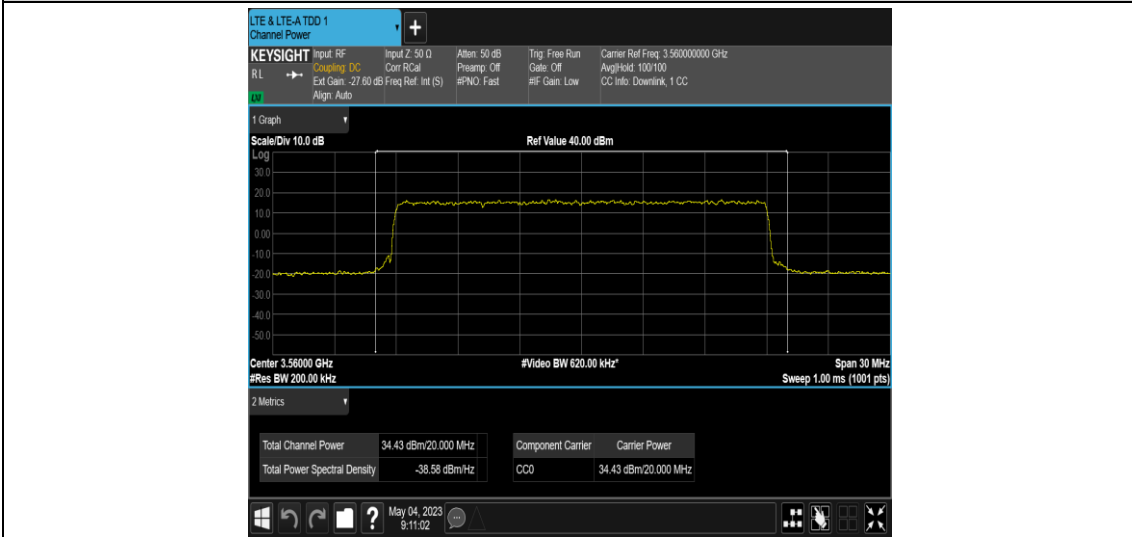 LTE & LTE-A TDD 1
Channel Power
KEYSIGHT Input: RF Input Z: 50 Ω Atten: 50 dB Trig: Free Run Carrier Ref Freq: 3.560000000 GHz
R L Coupling: DC Corr RCal Preamp: Off Gate: Off Avg|Hold: 100/100
Ext Gain: -27.60 dB Freq Ref: Int (S) #PNO: Fast #IF Gain: Low CC Info: Downlink, 1 CC
Align: Auto
1 Graph
Scale/Div 10.0 dB Ref Value 40.00 dBm
Log
30.0
20.0
10.0
0.00
-10.0
-20.0
-30.0
-40.0
-50.0
Center 3.56000 GHz #Video BW 620.00 kHz* Span 30 MHz
#Res BW 200.00 kHz Sweep 1.00 ms (1001 pts)
2 Metrics
Total Channel Power 34.43 dBm/20.000 MHz Component Carrier Carrier Power
Total Power Spectral Density -38.58 dBm/Hz CC0 34.43 dBm/20.000 MHz
? May 04, 2023
9:11:02